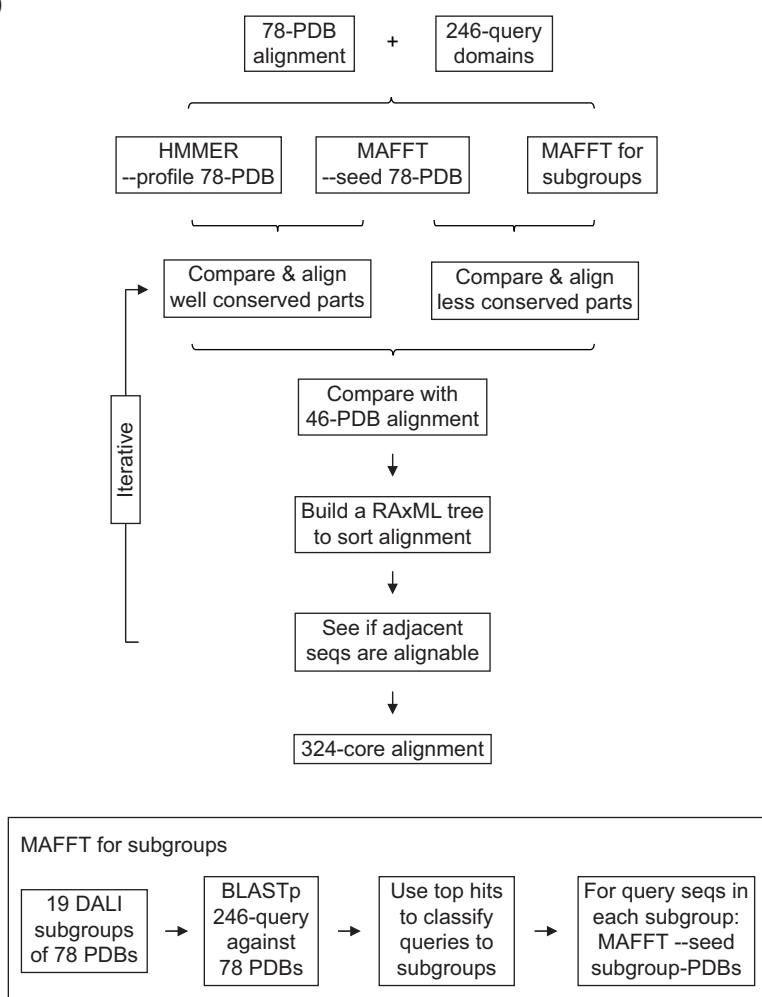 )
78-PDB
alignment
+
246-query
domains
HMMER
--profile 78-PDB
MAFFT
--seed 78-PDB
MAFFT for
subgroups
Compare & align
well conserved parts
Compare & align
less conserved parts
Iterative
Compare with
46-PDB alignment
Build a RAxML tree
to sort alignment
See if adjacent
seqs are alignable
324-core alignment
MAFFT for subgroups
19 DALI
subgroups
of 78 PDBs
BLASTp
246-query
against
78 PDBs
Use top hits
to classify
queries to
subgroups
For query seqs in
each subgroup:
MAFFT --seed
subgroup-PDBs